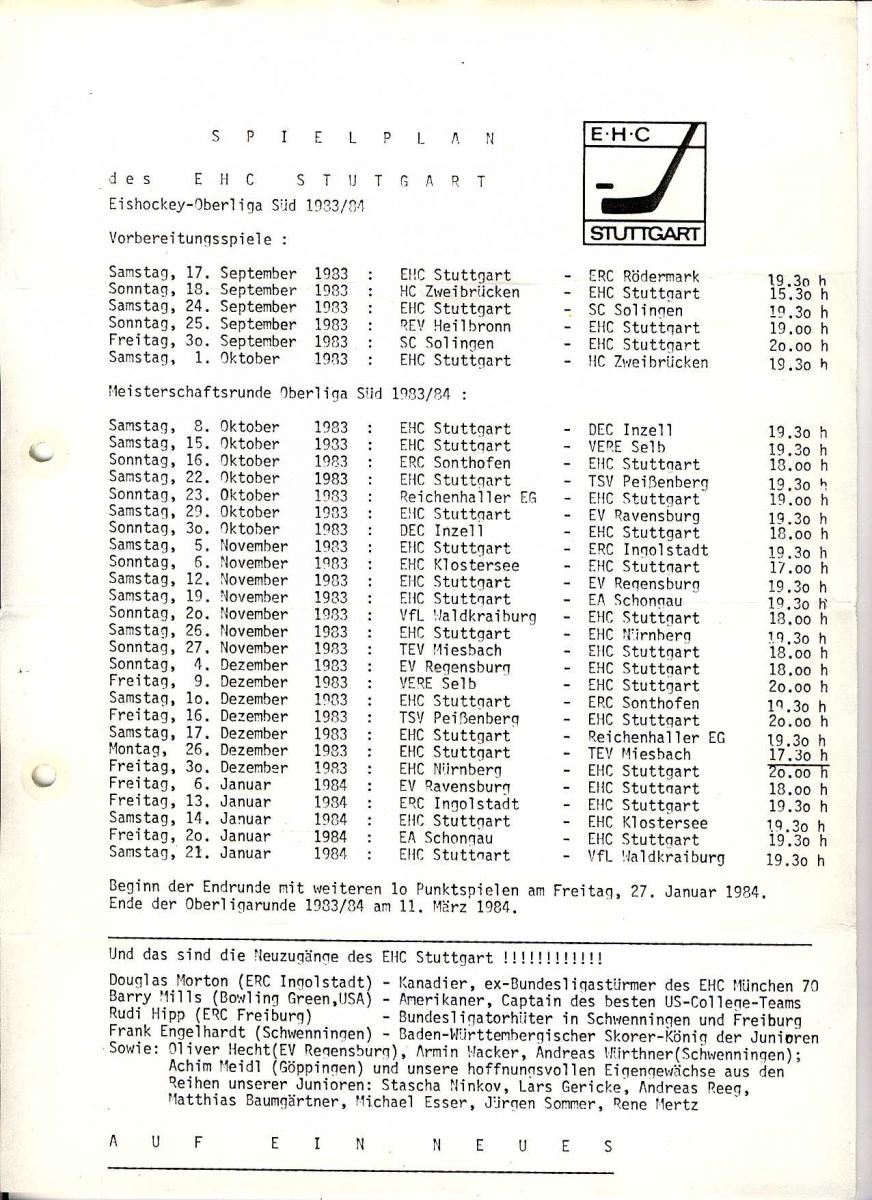 S P I E L P L A N
E·H·C
STUTTGART
des EHC STUTGART
Eishockey-Oberliga Süd 1983/84
Vorbereitungsspiele :
Samstag, 17. September 1983 : EHC Stuttgart - ERC Rödermark 19.3o h
Sonntag, 18. September 1983 : HC Zweibrücken - EHC Stuttgart 15.3o h
Samstag, 24. September 1983 : EHC Stuttgart - SC Solingen 19.3o h
Sonntag, 25. September 1983 : REV Heilbronn - EHC Stuttgart 19.oo h
Freitag, 3o. September 1983 : SC Solingen - EHC Stuttgart 2o.oo h
Samstag, 1. Oktober 1983 : EHC Stuttgart - HC Zweibrücken 19.3o h
Meisterschaftsrunde Oberliga Süd 1983/84 :
Samstag, 8. Oktober 1983 : EHC Stuttgart - DEC Inzell 19.3o h
Samstag, 15. Oktober 1983 : EHC Stuttgart - VERE Selb 19.3o h
Sonntag, 16. Oktober 1983 : ERC Sonthofen - EHC Stuttgart 18.oo h
Samstag, 22. Oktober 1983 : EHC Stuttgart - TSV Peißenberg 19.3o h
Sonntag, 23. Oktober 1983 : Reichenhaller EG - EHC Stuttgart 19.oo h
Samstag, 29. Oktober 1983 : EHC Stuttgart - EV Ravensburg 19.3o h
Sonntag, 3o. Oktober 1983 : DEC Inzell - EHC Stuttgart 18.oo h
Samstag, 5. November 1983 : EHC Stuttgart - ERC Ingolstadt 19.3o h
Sonntag, 6. November 1983 : EHC Klostersee - EHC Stuttgart 17.oo h
Samstag, 12. November 1983 : EHC Stuttgart - EV Regensburg 19.3o h
Samstag, 19. November 1983 : EHC Stuttgart - EA Schongau 19.3o h
Sonntag, 2o. November 1983 : VfL Waldkraiburg - EHC Stuttgart 18.oo h
Samstag, 26. November 1983 : EHC Stuttgart - EHC Nürnberg 19.3o h
Sonntag, 27. November 1983 : TEV Miesbach - EHC Stuttgart 18.oo h
Sonntag, 4. Dezember 1983 : EV Regensburg - EHC Stuttgart 18.oo h
Freitag, 9. Dezember 1983 : VERE Selb - EHC Stuttgart 2o.oo h
Samstag, 1o. Dezember 1983 : EHC Stuttgart - ERC Sonthofen 19.3o h
Freitag, 16. Dezember 1983 : TSV Peißenberg - EHC Stuttgart 2o.oo h
Samstag, 17. Dezember 1983 : EHC Stuttgart - Reichenhaller EG 19.3o h
Montag, 26. Dezember 1983 : EHC Stuttgart - TEV Miesbach 17.3o h
Freitag, 3o. Dezember 1983 : EHC Nürnberg - EHC Stuttgart 2o.oo h
Freitag, 6. Januar 1984 : EV Ravensburg - EHC Stuttgart 18.oo h
Freitag, 13. Januar 1984 : ERC Ingolstadt - EHC Stuttgart 19.3o h
Samstag, 14. Januar 1984 : EHC Stuttgart - EHC Klostersee 19.3o h
Freitag, 2o. Januar 1984 : EA Schongau - EHC Stuttgart 19.3o h
Samstag, 21. Januar 1984 : EHC Stuttgart - VfL Waldkraiburg 19.3o h
Beginn der Endrunde mit weiteren 1o Punktspielen am Freitag, 27. Januar 1984.
Ende der Oberligarunde 1983/84 am 11. März 1984.
Und das sind die Neuzugänge des EHC Stuttgart !!!!!!!!!!!!
Douglas Morton (ERC Ingolstadt) - Kanadier, ex-Bundesligastürmer des EHC München 70
Barry Mills (Bowling Green,USA) - Amerikaner, Captain des besten US-College-Teams
Rudi Hipp (ERC Freiburg) - Bundesligatorhüter in Schwenningen und Freiburg
Frank Engelhardt (Schwenningen) - Baden-Württembergischer Skorer-König der Junioren
Sowie: Oliver Hecht(EV Regensburg), Armin Wacker, Andreas Würthner(Schwenningen);
Achim Meidl (Göppingen) und unsere hoffnungsvollen Eigengewächse aus den
Reihen unserer Junioren: Stascha Ninkov, Lars Gericke, Andreas Reeg,
Matthias Baumgärtner, Michael Esser, Jürgen Sommer, Rene Mertz
A U F E I N N E U E S